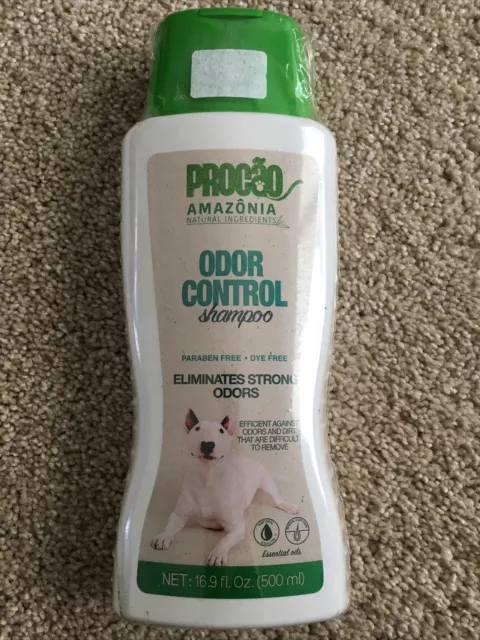 PROCÃO
AMAZÔNIA
NATURAL INGREDIENTS
ODOR
CONTROL
shampoo
PARABEN FREE • DYE FREE
ELIMINATES STRONG
ODORS
EFFICIENT AGAINST
ODORS AND DIRT
THAT ARE DIFFICULT
TO REMOVE
Essential oils
NET: 16.9 fl. Oz. (500 ml)